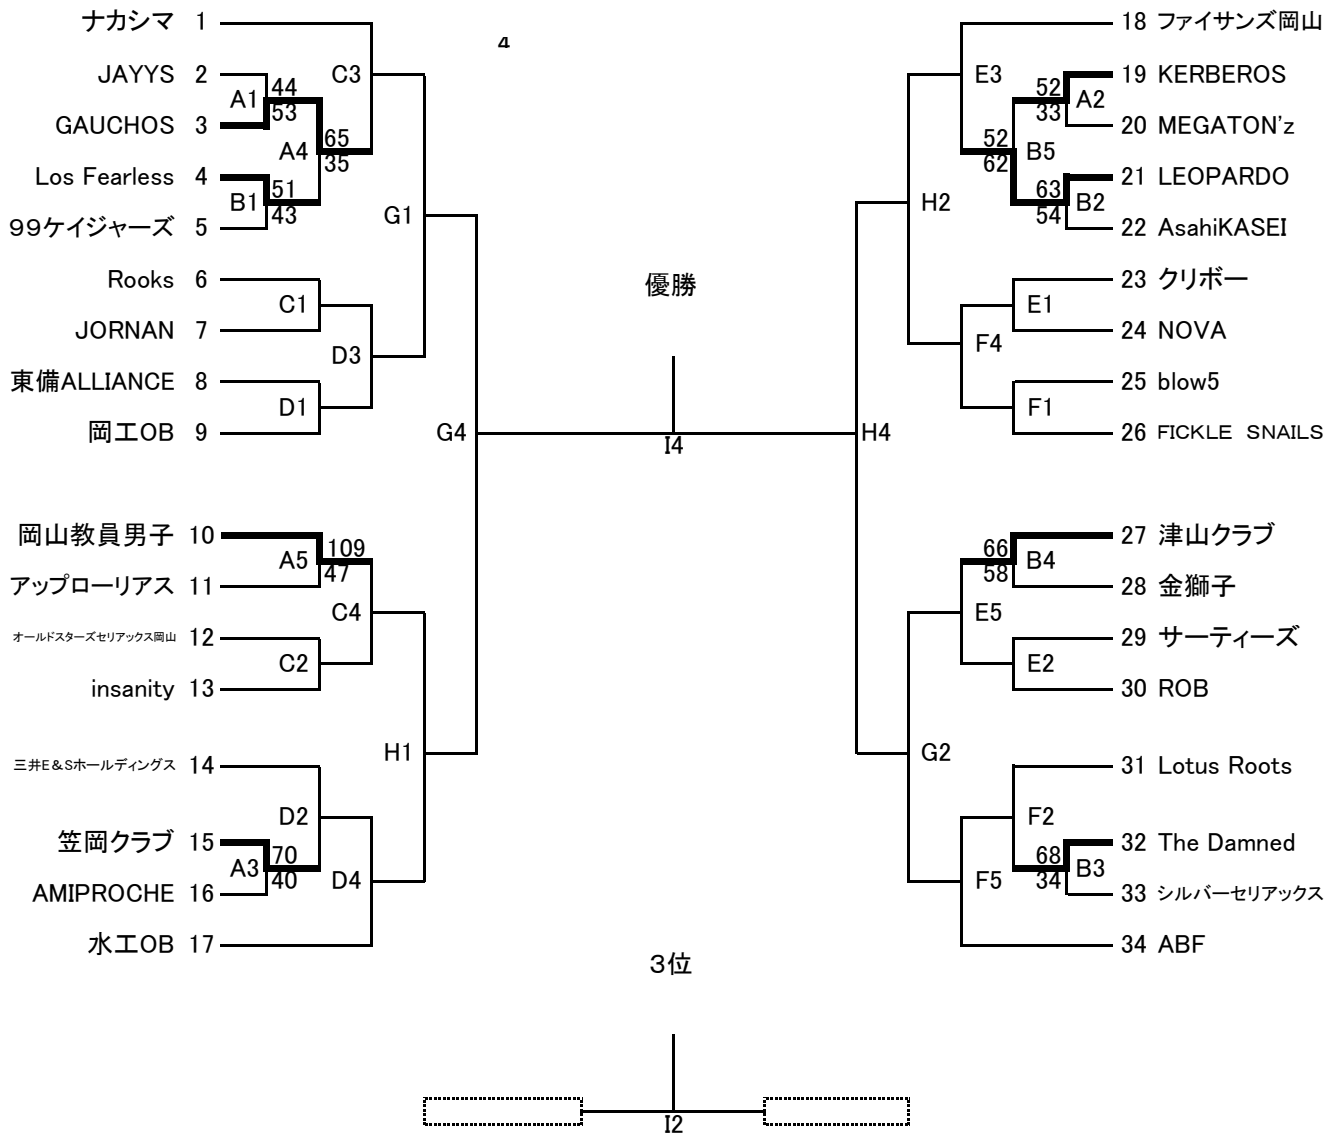 ナカシマ 1
4
JAYYS 2
C3
44
A1
53
GAUCHOS 3
65
A4
35
Los Fearless 4
51
B1
43
G1
99ケイジャーズ 5
Rooks 6
C1
JORNAN 7
D3
東備ALLIANCE 8
D1
岡工OB 9
G4
岡山教員男子 10
109
A5
47
アップローリアス 11
C4
オールドスターズセリアックス岡山 12
C2
insanity 13
H1
三井E&Sホールディングス 14
D2
笠岡クラブ 15
70
A3
40
D4
AMIPROCHE 16
水工OB 17
優勝
I4
3位
I2
18 ファイサンズ岡山
E3
19 KERBEROS
52
A2
33
20 MEGATON'z
52
B5
62
21 LEOPARDO
63
B2
54
H2
22 AsahiKASEI
23 クリボー
E1
24 NOVA
F4
25 blow5
F1
26 FICKLE SNAILS
H4
27 津山クラブ
66
B4
58
28 金獅子
E5
29 サーティーズ
E2
30 ROB
G2
31 Lotus Roots
F2
32 The Damned
68
B3
34
F5
33 シルバーセリアックス
34 ABF